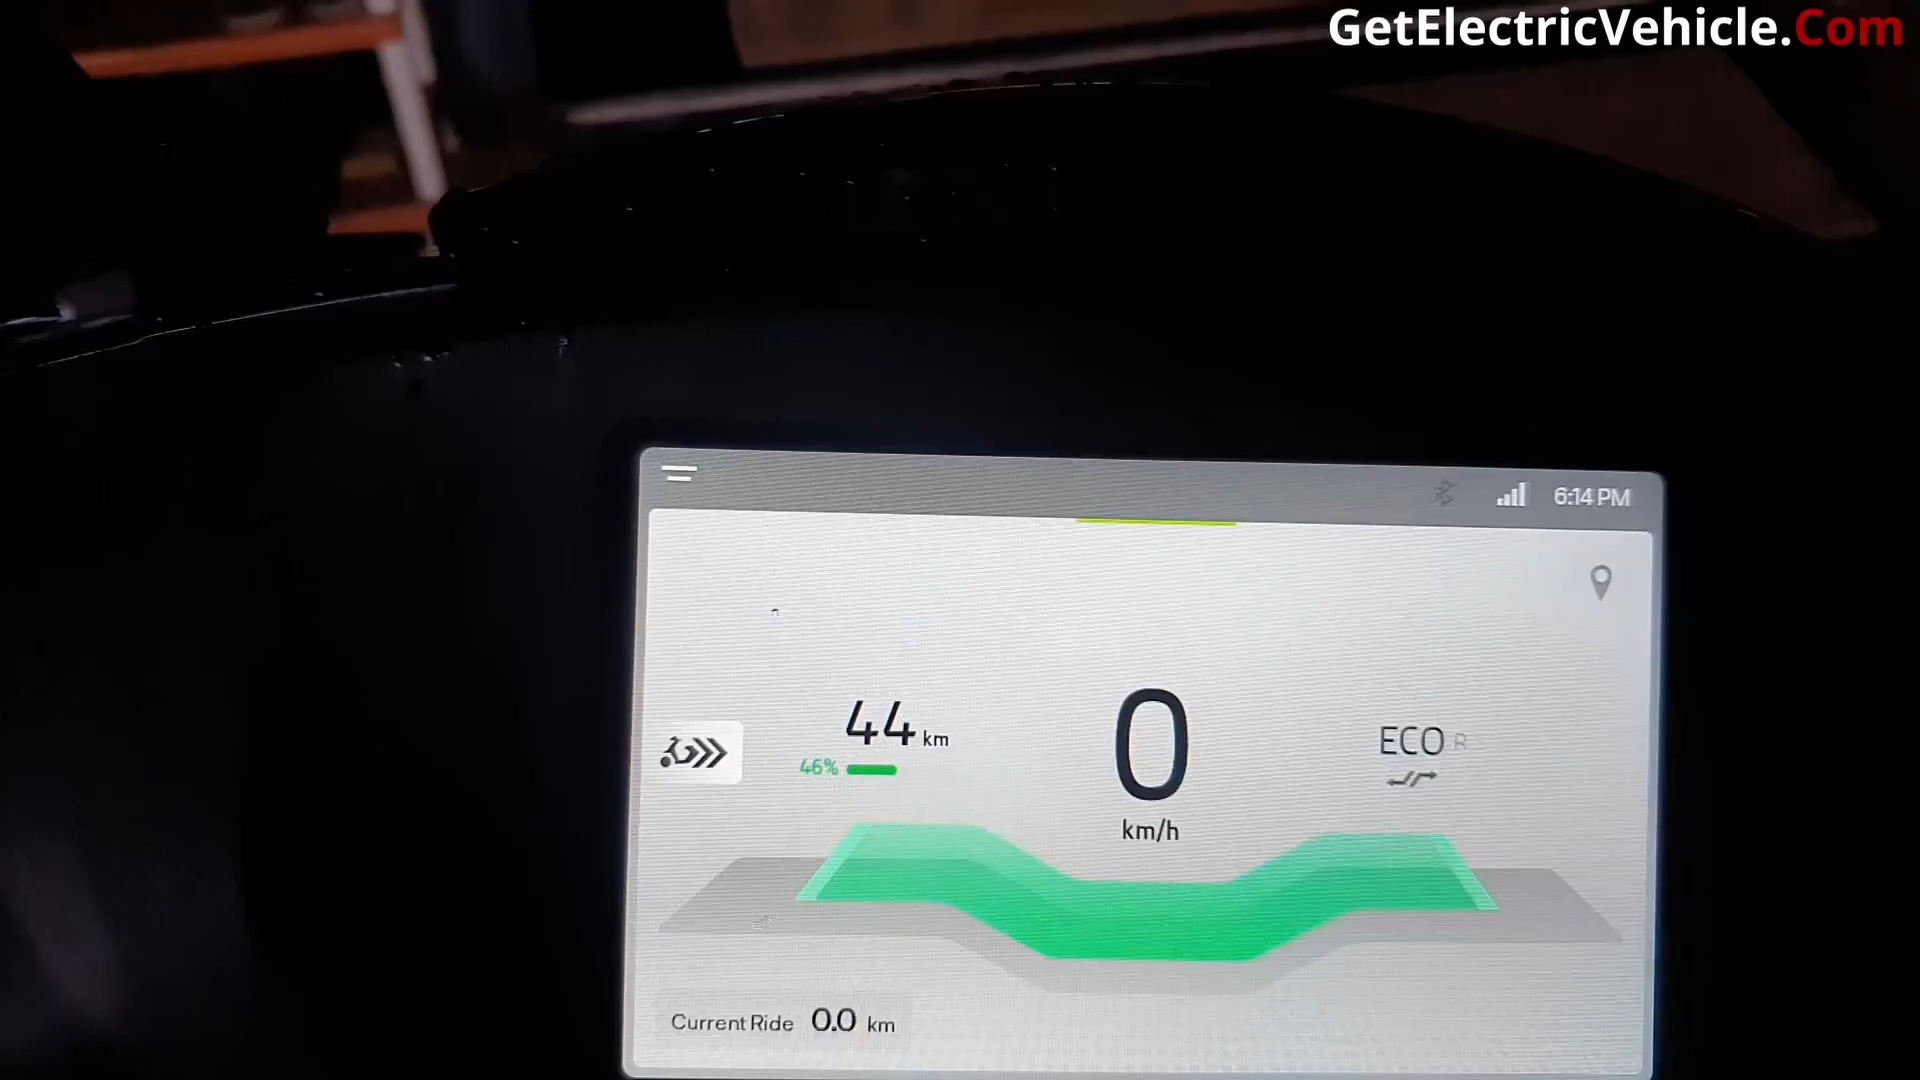 GetElectricVehicle.Com
6:14 PM
44 km
46%
0
km/h
ECO R
Current Ride 0.0 km